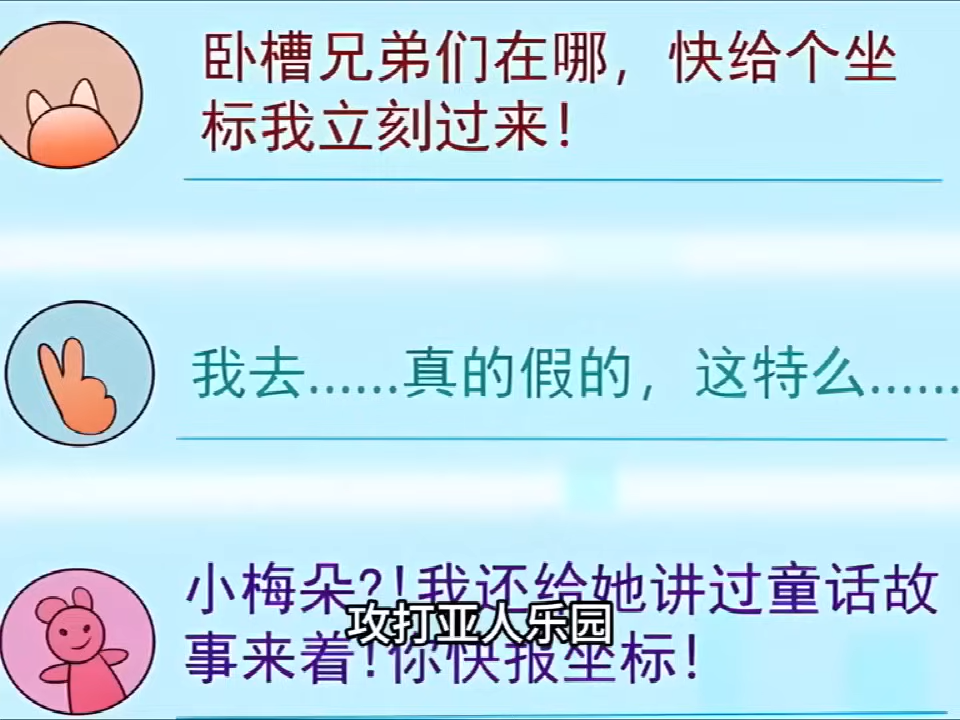 卧槽兄弟们在哪，快给个坐
标我立刻过来！
我去……真的假的，这特么……
小梅朵?!我还给她讲过童话故
攻打亚人乐园
事来着!你快报坐标!